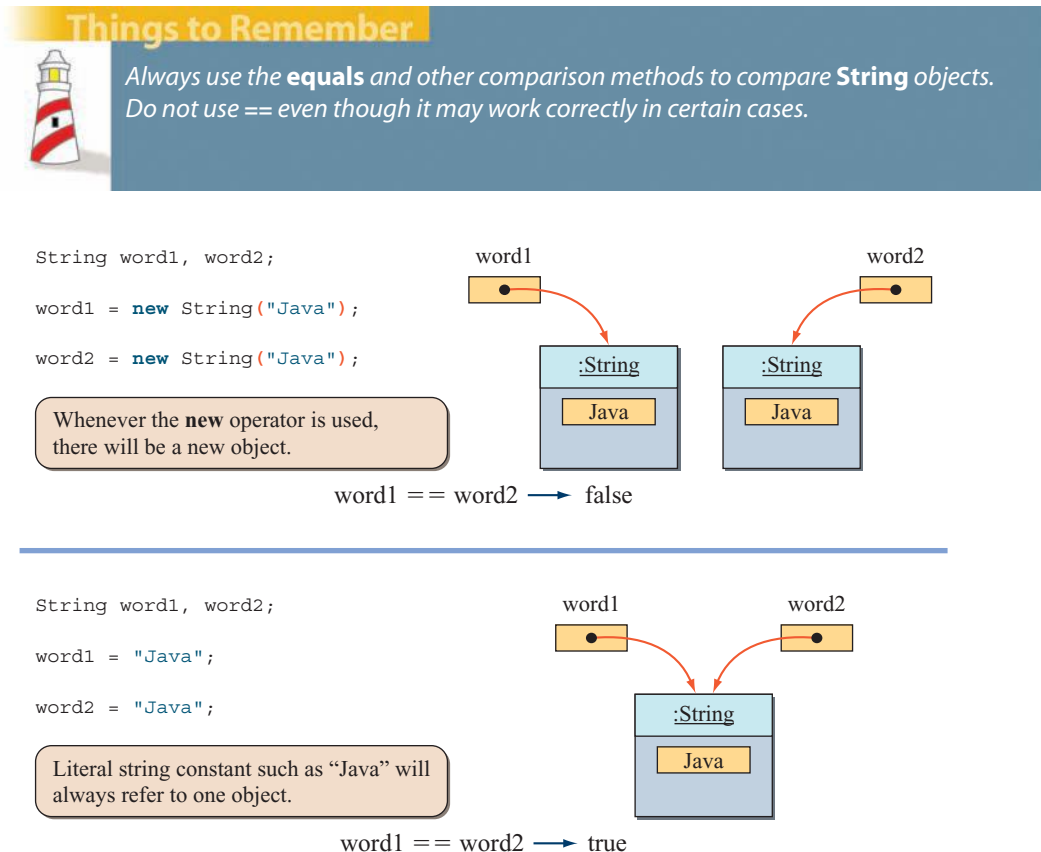 Things to Remember
Always use the equals and other comparison methods to compare String objects.
Do not use == even though it may work correctly in certain cases.
String word1, word2;
word1 = new String("Java");
word2 = new String("Java");
Whenever the new operator is used,
there will be a new object.
word1
word2
:String
:String
Java
Java
word1 == word2 → false
String word1, word2;
word1 = "Java";
word2 = "Java";
Literal string constant such as “Java” will
always refer to one object.
word1
word2
:String
Java
word1 == word2 → true